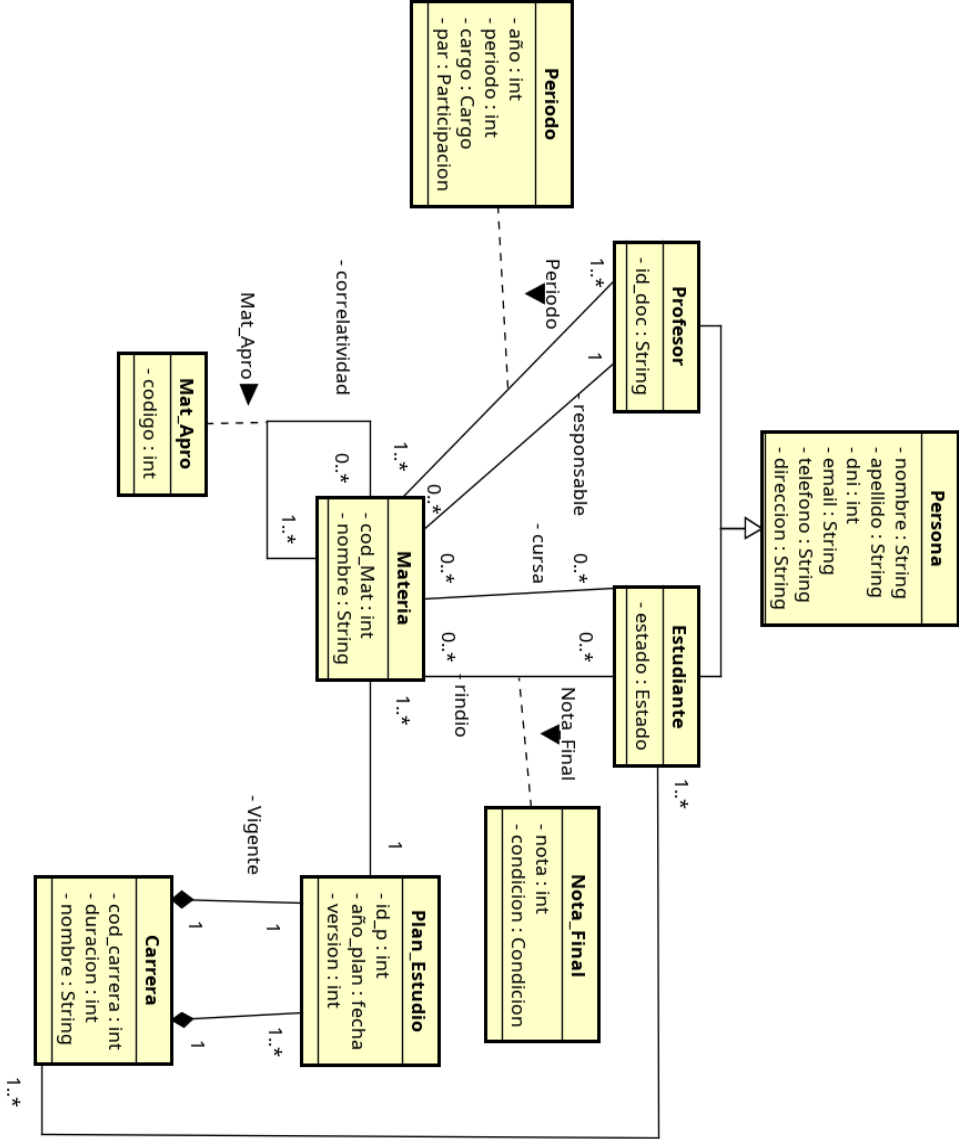 Persona
- nombre : String
- apellido : String
- dni : int
- email : String
- telefono : String
- direccion : String
Profesor
- id_doc : String
Estudiante
- estado : Estado
1..*
1..*
1
0..*
0..*
Periodo
- responsable
- cursa
- rindio
Nota_Final
Periodo
- año : int
- periodo : int
- cargo : Cargo
- par : Participacion
Nota_Final
- nota : int
- condicion : Condicion
1..*
0..*
0..*
0..*
Materia
- cod_Mat : int
- nombre : String
1..*
1
0..*
1..*
- correlatividad
Mat_Apro
Mat_Apro
- codigo : int
Plan_Estudio
- id_p : int
- año_plan : fecha
- version : int
- Vigente
1
1..*
1
1
Carrera
- cod_carrera : int
- duracion : int
- nombre : String
1..*